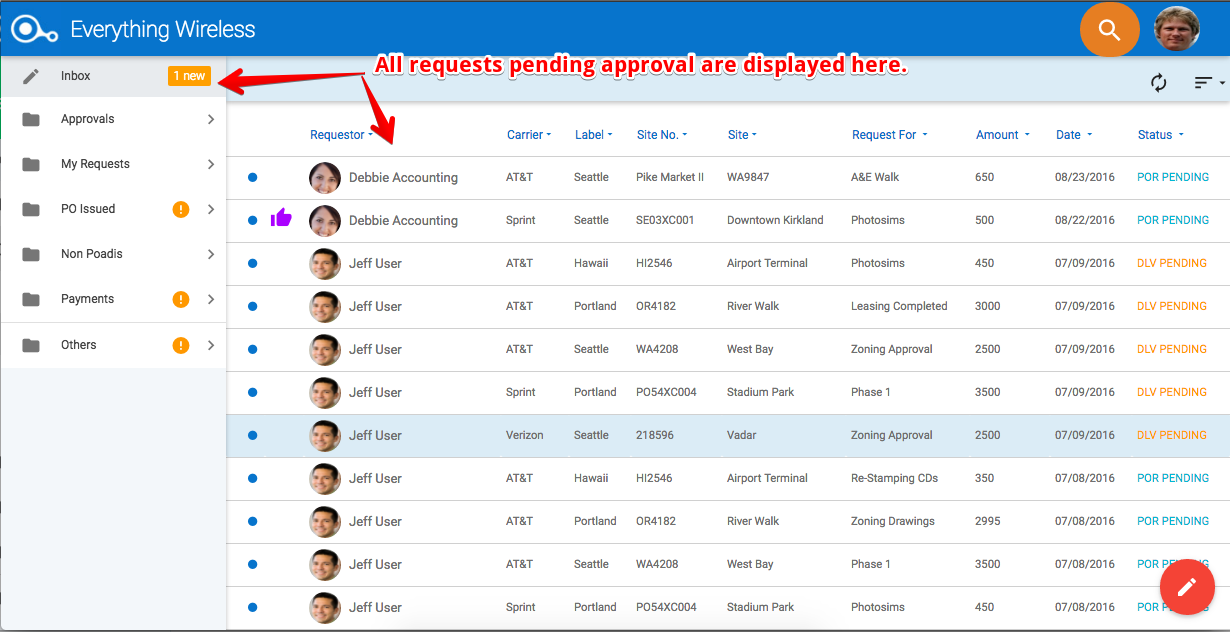 Everything Wireless
All requests pending approval are displayed here.
Inbox 1 new
Approvals
My Requests
PO Issued
Non Poadis
Payments
Others
Requestor Carrier Label Site No. Site Request For Amount Date Status
Debbie Accounting AT&T Seattle Pike Market II WA9847 A&E Walk 650 08/23/2016 POR PENDING
Debbie Accounting Sprint Seattle SE03XC001 Downtown Kirkland Photosims 500 08/22/2016 POR PENDING
Jeff User AT&T Hawaii HI2546 Airport Terminal Photosims 450 07/09/2016 DLV PENDING
Jeff User AT&T Portland OR4182 River Walk Leasing Completed 3000 07/09/2016 DLV PENDING
Jeff User AT&T Seattle WA4208 West Bay Zoning Approval 2500 07/09/2016 DLV PENDING
Jeff User Sprint Portland PO54XC004 Stadium Park Phase 1 3500 07/09/2016 DLV PENDING
Jeff User Verizon Seattle 218596 Vadar Zoning Approval 2500 07/09/2016 DLV PENDING
Jeff User AT&T Hawaii HI2546 Airport Terminal Re-Stamping CDs 350 07/08/2016 POR PENDING
Jeff User AT&T Portland OR4182 River Walk Zoning Drawings 2995 07/08/2016 POR PENDING
Jeff User AT&T Seattle WA4208 West Bay Phase 1 3500 07/08/2016 POR PENDING
Jeff User Sprint Portland PO54XC004 Stadium Park Photosims 450 07/08/2016 POR